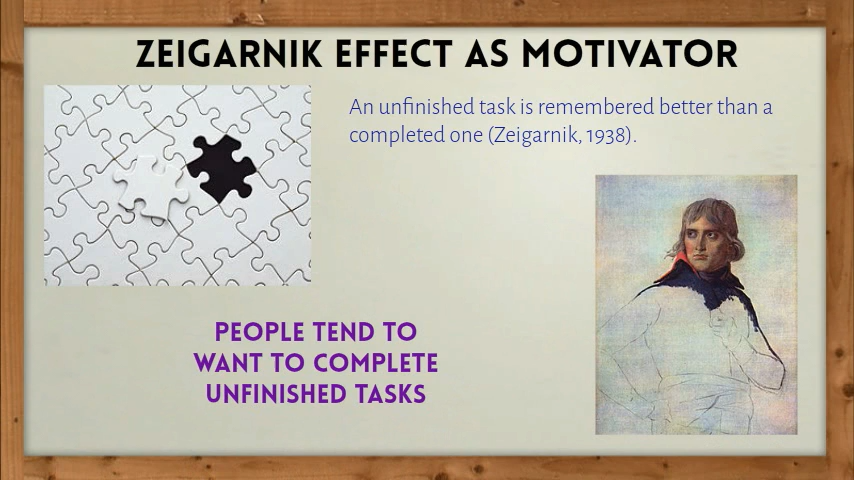 ZEIGARNIK EFFECT AS MOTIVATOR
An unfinished task is remembered better than a
completed one (Zeigarnik, 1938).
PEOPLE TEND TO
WANT TO COMPLETE
UNFINISHED TASKS